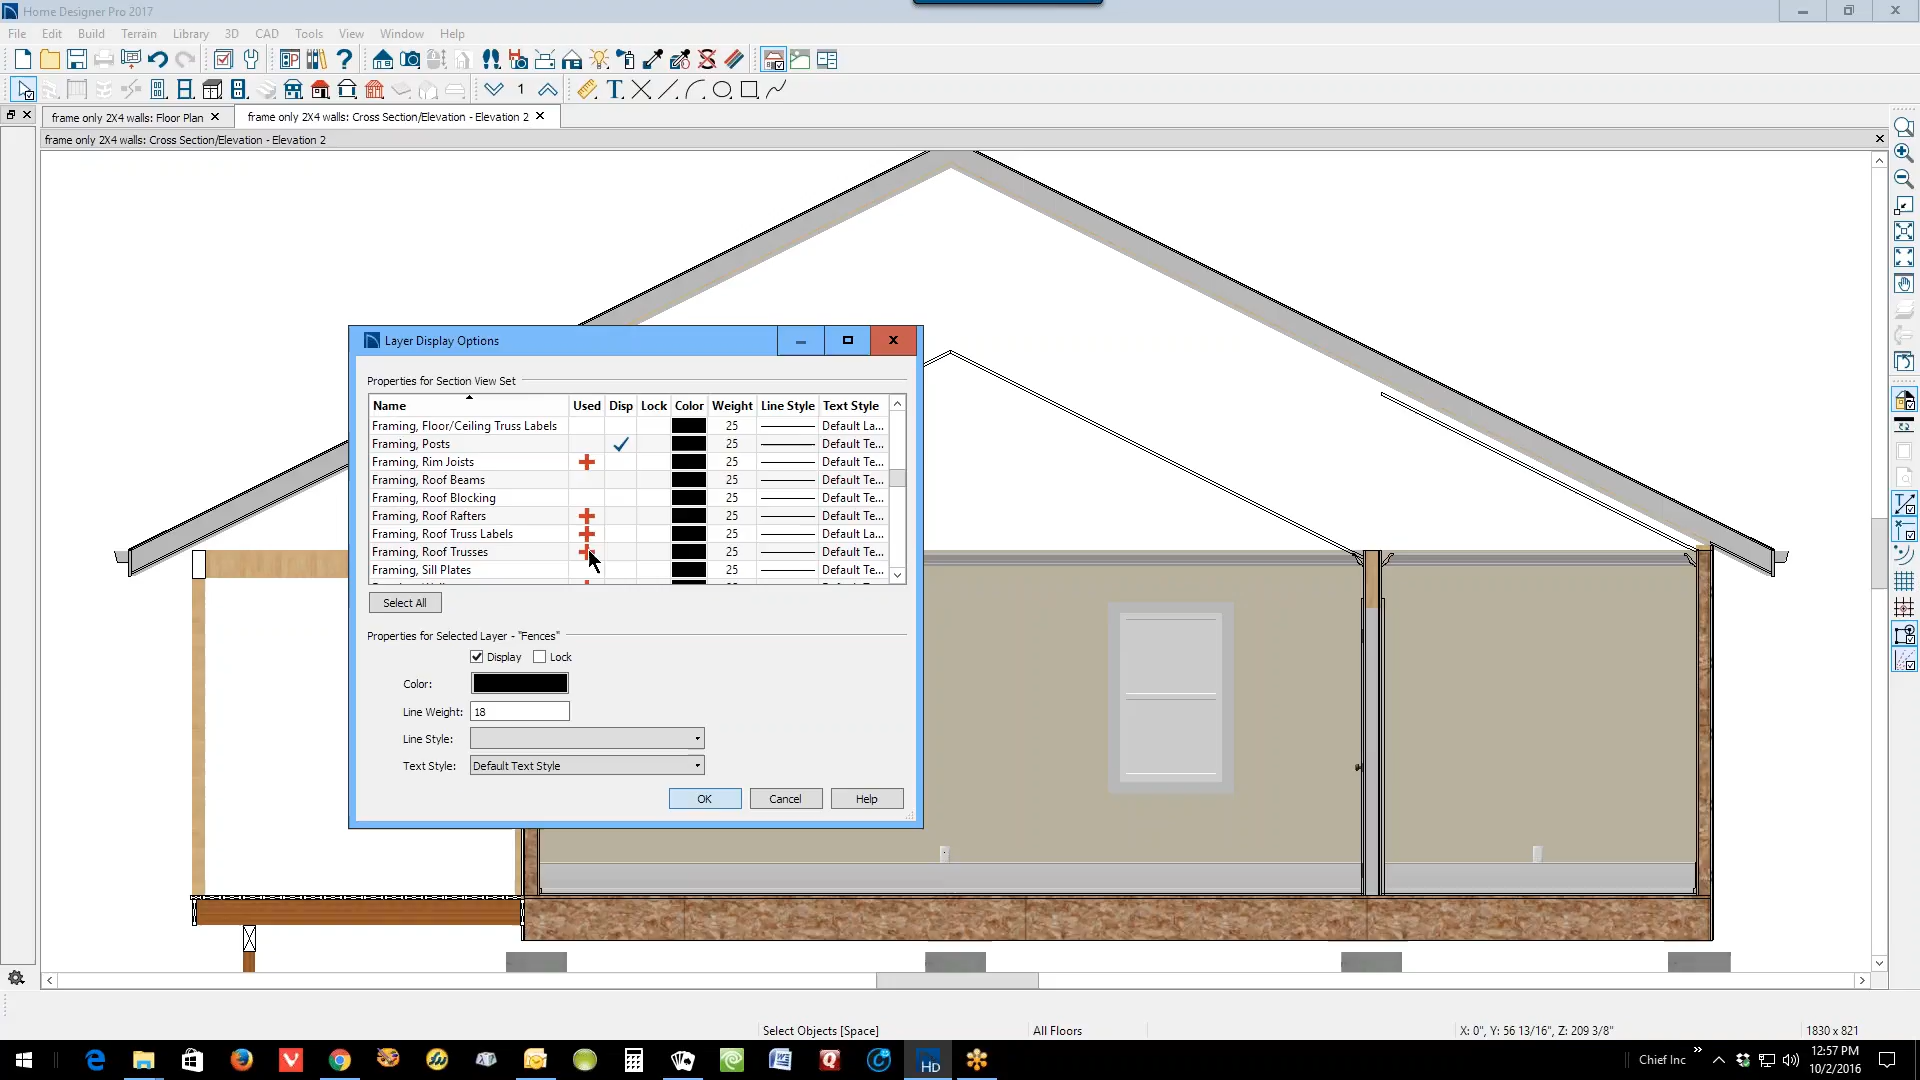 Home Designer Pro 2017
File Edit Build Terrain Library 3D CAD Tools View Window Help
1
frame only 2X4 walls: Floor Plan
frame only 2X4 walls: Cross Section/Elevation - Elevation 2
frame only 2X4 walls: Cross Section/Elevation - Elevation 2
Layer Display Options
Properties for Section View Set
Name Used Disp Lock Color Weight Line Style Text Style
Framing, Floor/Ceiling Truss Labels 25 Default La...
Framing, Posts 25 Default Te...
Framing, Rim Joists 25 Default Te...
Framing, Roof Beams 25 Default Te...
Framing, Roof Blocking 25 Default Te...
Framing, Roof Rafters 25 Default Te...
Framing, Roof Truss Labels 25 Default La...
Framing, Roof Trusses 25 Default Te...
Framing, Sill Plates 25 Default Te...
Select All
Properties for Selected Layer - "Fences"
Display Lock
Color:
Line Weight: 18
Line Style:
Text Style: Default Text Style
OK Cancel Help
Select Objects [Space] All Floors X: 0", Y: 56 13/16", Z: 209 3/8" 1830 x 821
Chief Inc
12:57 PM
10/2/2016